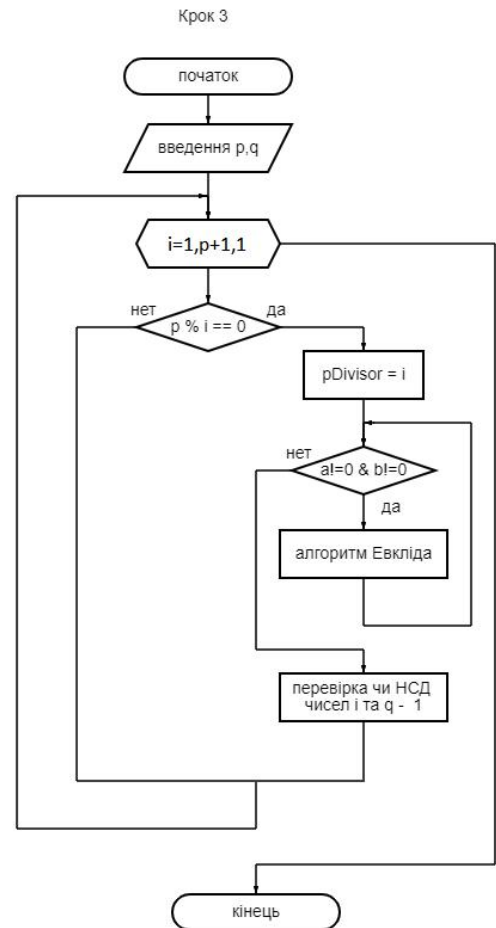 Крок 3
початок
введення p,q
i=1,p+1,1
нет
да
p % i == 0
pDivisor = i
нет
a!=0 & b!=0
да
алгоритм Евкліда
перевірка чи НСД
чисел i та q - 1
кінець